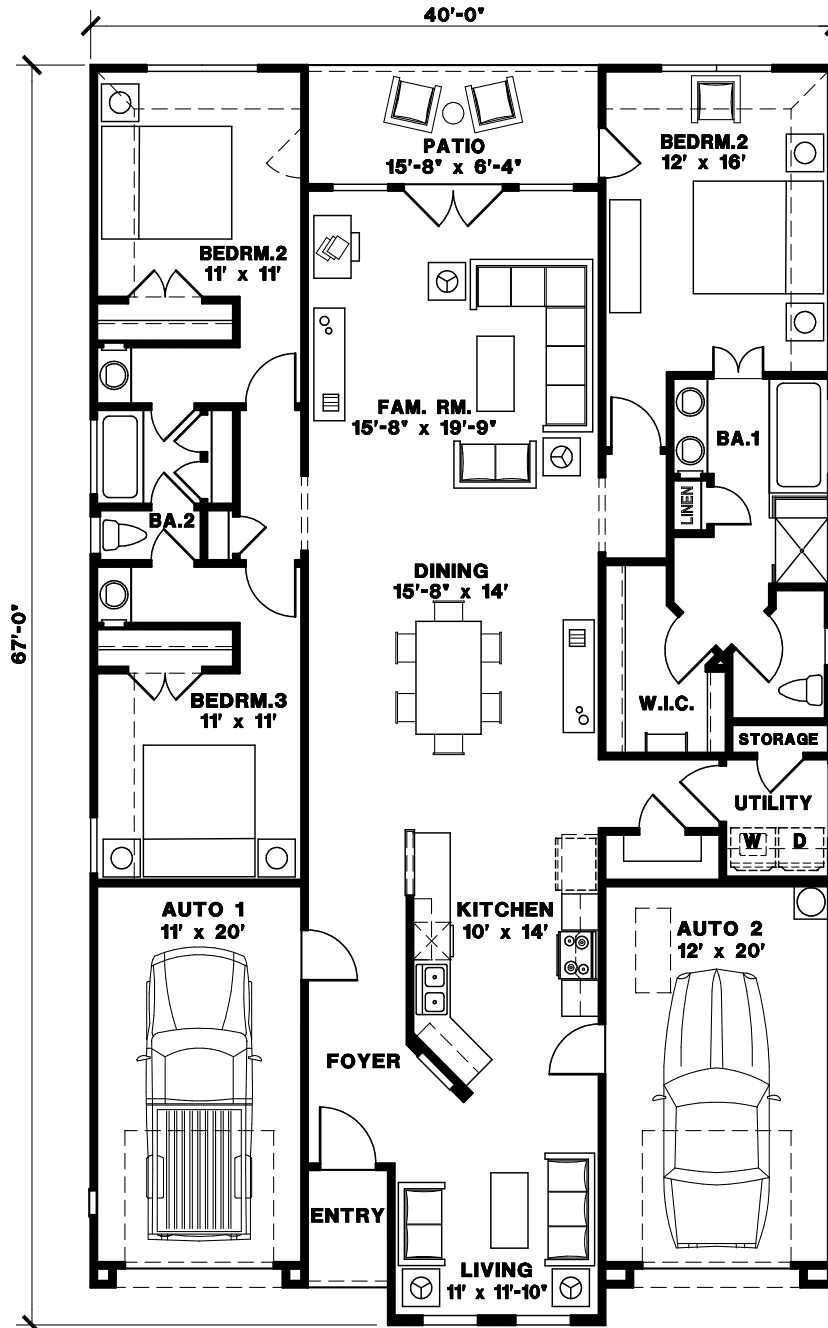 40'-0"
PATIO
15'-8" x 6'-4"
BEDRM.2
12' x 16'
BEDRM.2
11' x 11'
FAM. RM.
15'-8" x 19'-9"
BA.1
LINEN
BA.2
DINING
15'-8" x 14'
67'-0"
BEDRM.3
11' x 11'
W.I.C.
STORAGE
UTILITY
W
D
AUTO 1
11' x 20'
KITCHEN
10' x 14'
AUTO 2
12' x 20'
FOYER
ENTRY
LIVING
11' x 11'-10"